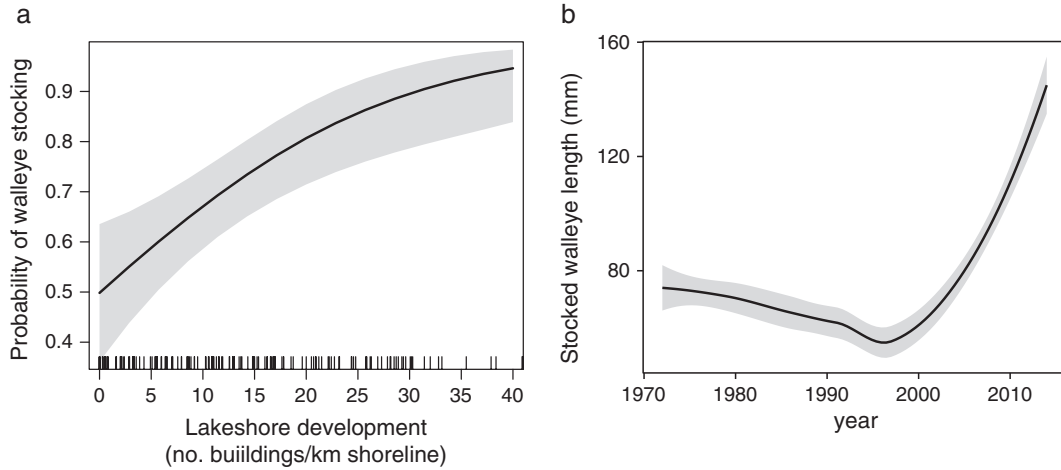 a
Probability of walleye stocking
0.9
0.8
0.7
0.6
0.5
0.4
0 5 10 15 20 25 30 35 40
Lakeshore development
(no. buiildings/km shoreline)
b
Stocked walleye length (mm)
160
120
80
1970 1980 1990 2000 2010
year